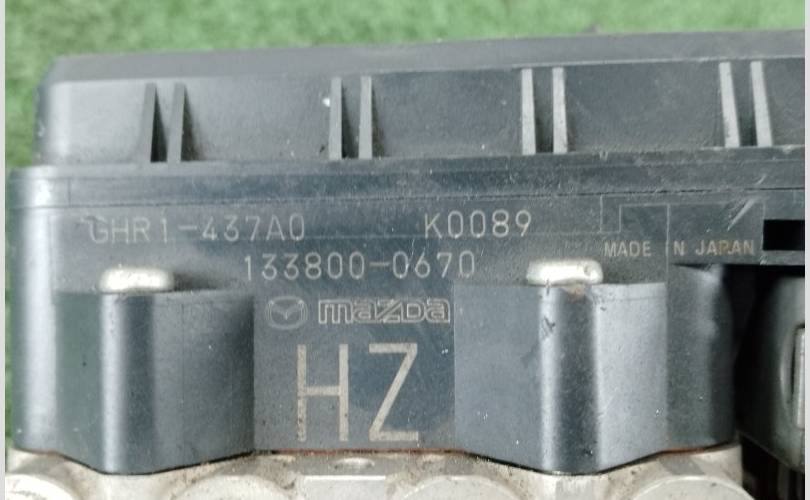 GHR1-437A0 K0089
MADE IN JAPAN
133800-0670
mazda
HZ